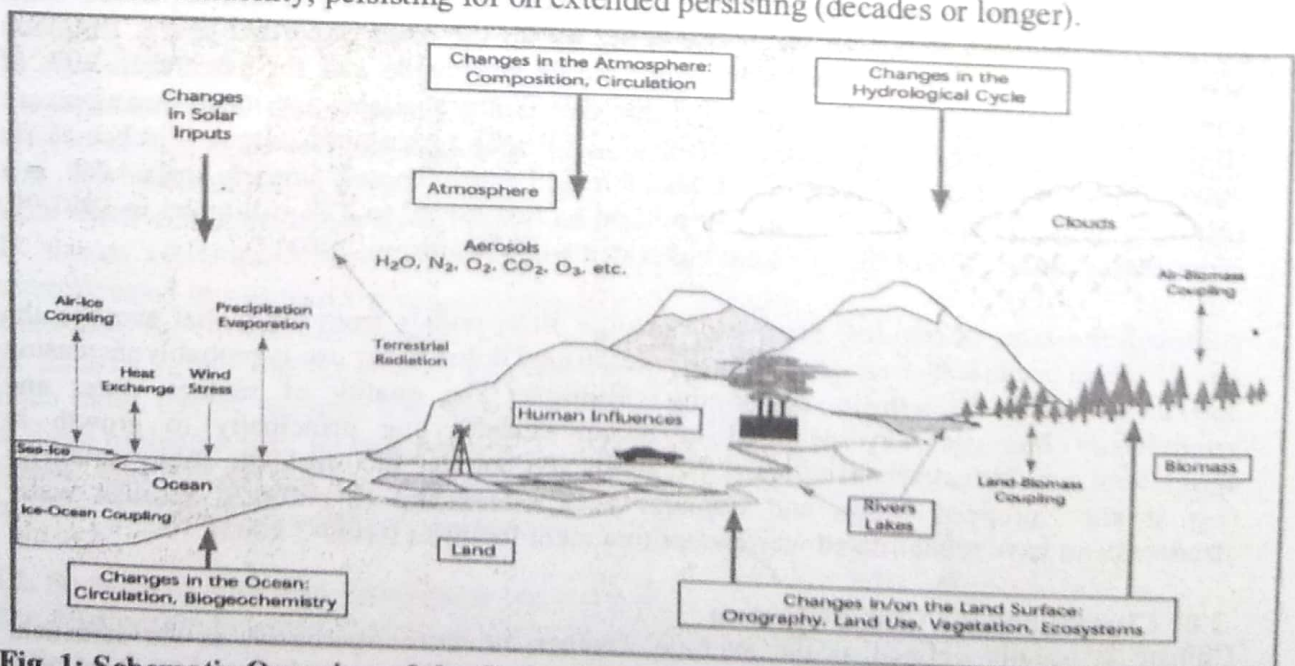 persisting for on extended persisting (decades or longer).
Changes in the Atmosphere:
Composition, Circulation
Changes in the
Hydrological Cycle
Changes
in Solar
Inputs
Atmosphere
Clouds
Aerosols
H₂O, N₂, O₂, CO₂, O₃, etc.
Air-Biomass
Coupling
Air-Ice
Coupling
Precipitation
Evaporation
Terrestrial
Radiation
Heat
Exchange
Wind
Stress
Human Influences
Sea-Ice
Ocean
Biomass
Land-Biomass
Coupling
Ice-Ocean Coupling
Rivers
Lakes
Land
Changes in the Ocean:
Circulation, Biogeochemistry
Changes in/on the Land Surface:
Orography, Land Use, Vegetation, Ecosystems
Fig. 1: Schematic